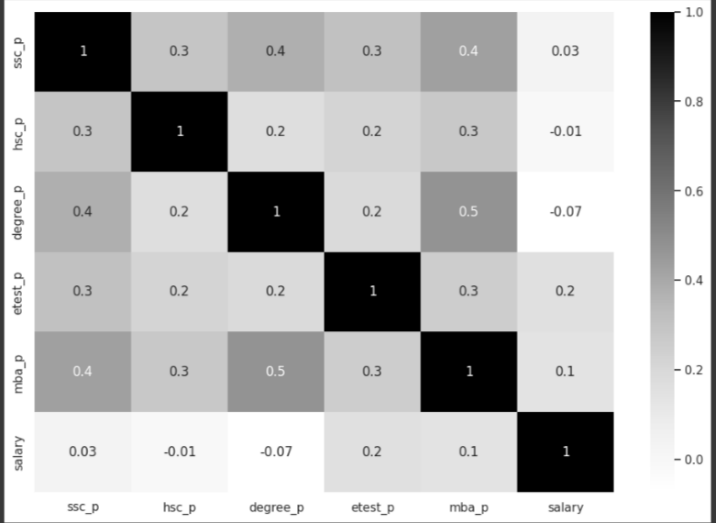 ssc_p 1 0.3 0.4 0.3 0.4 0.03
hsc_p 0.3 1 0.2 0.2 0.3 -0.01
degree_p 0.4 0.2 1 0.2 0.5 -0.07
etest_p 0.3 0.2 0.2 1 0.3 0.2
mba_p 0.4 0.3 0.5 0.3 1 0.1
salary 0.03 -0.01 -0.07 0.2 0.1 1
ssc_p hsc_p degree_p etest_p mba_p salary
1.0
0.8
0.6
0.4
0.2
0.0